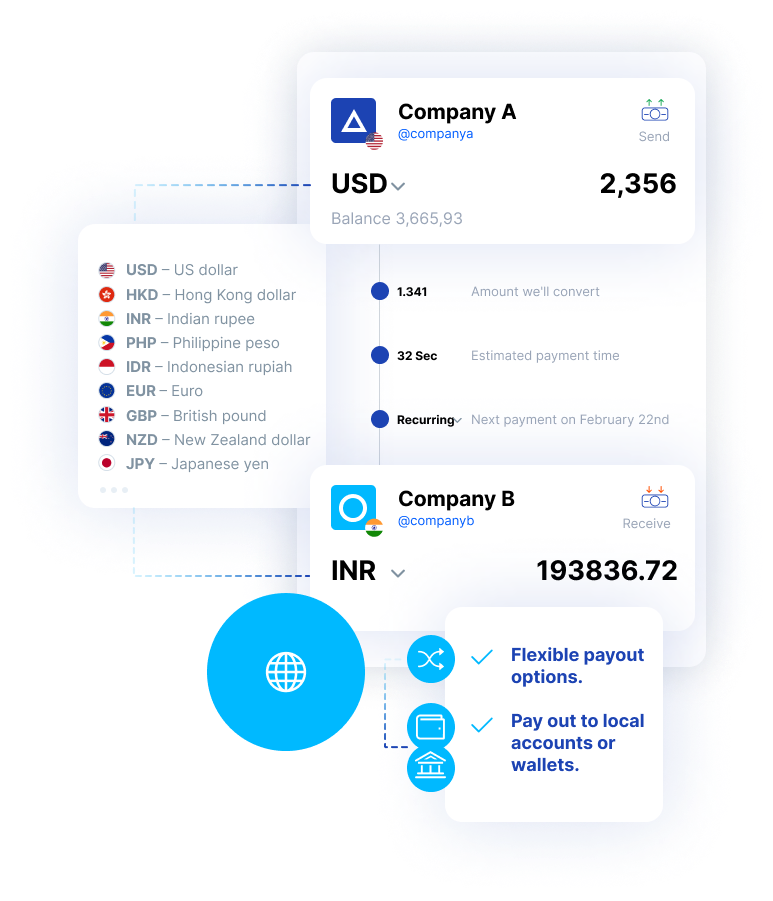 Company A
@companya
Send
USD
2,356
Balance 3,665,93
USD – US dollar
HKD – Hong Kong dollar
INR – Indian rupee
PHP – Philippine peso
IDR – Indonesian rupiah
EUR – Euro
GBP – British pound
NZD – New Zealand dollar
JPY – Japanese yen
1.341 Amount we'll convert
32 Sec Estimated payment time
Recurring Next payment on February 22nd
Company B
@companyb
Receive
INR
193836.72
Flexible payout
options.
Pay out to local
accounts or
wallets.